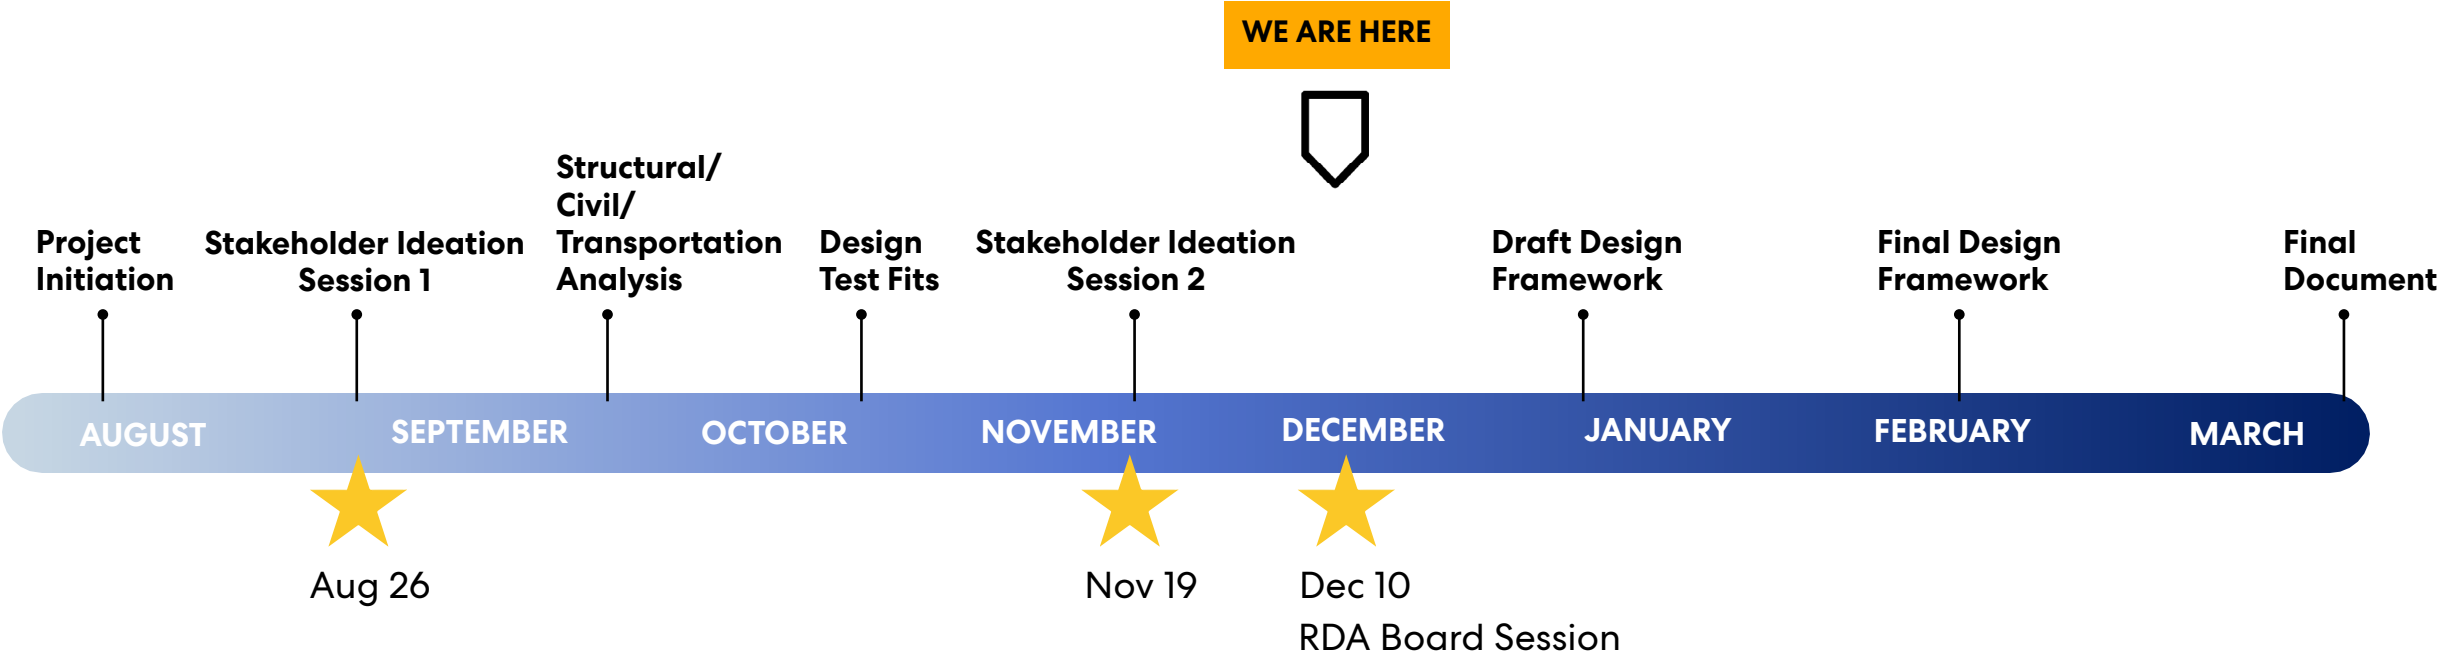 WE ARE HERE
Project
Initiation
Stakeholder Ideation
Session 1
Structural/
Civil/
Transportation
Analysis
Design
Test Fits
Stakeholder Ideation
Session 2
Draft Design
Framework
Final Design
Framework
Final
Document
AUGUST
SEPTEMBER
OCTOBER
NOVEMBER
DECEMBER
JANUARY
FEBRUARY
MARCH
Aug 26
Nov 19
Dec 10
RDA Board Session